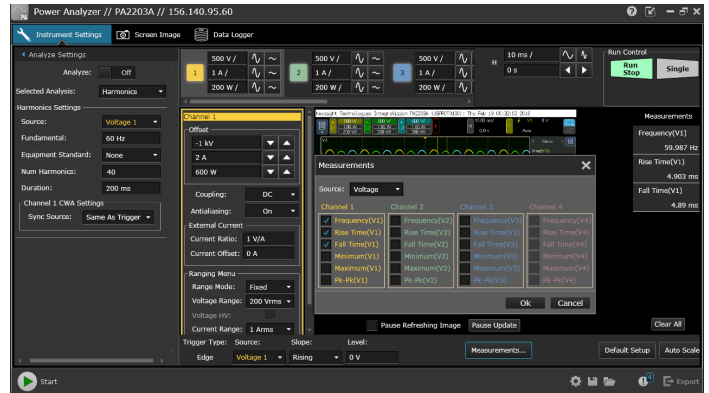 Power Analyzer // PA2203A // 156.140.95.60
Instrument Settings
Screen Image
Data Logger
Analyze Settings
Analyze: Off
Selected Analysis: Harmonics
Harmonics Settings
Source: Voltage 1
Fundamental: 60 Hz
Equipment Standard: None
Num Harmonics: 40
Duration: 200 ms
Channel 1 CWA Settings
Sync Source: Same As Trigger
1
500 V /
1 A /
200 W /
2
500 V /
1 A /
200 W /
3
500 V /
1 A /
200 W /
H
10 ms /
0 s
Run Control
Run
Stop
Single
Channel 1
Offset
-1 kV
2 A
600 W
Coupling: DC
Antialiasing: On
External Current
Current Ratio: 1 V/A
Current Offset: 0 A
Ranging Menu
Range Mode: Fixed
Voltage Range: 200 Vrms
Voltage HV:
Current Range: 1 Arms
Measurements
Source: Voltage
Channel 1
Channel 2
Channel 3
Channel 4
Frequency(V1)
Frequency(V2)
Frequency(V3)
Frequency(V4)
Rise Time(V1)
Rise Time(V2)
Rise Time(V3)
Rise Time(V4)
Fall Time(V1)
Fall Time(V2)
Fall Time(V3)
Fall Time(V4)
Minimum(V1)
Minimum(V2)
Minimum(V3)
Minimum(V4)
Maximum(V1)
Maximum(V2)
Maximum(V3)
Maximum(V4)
Pk-Pk(V1)
Pk-Pk(V2)
Pk-Pk(V3)
Pk-Pk(V4)
Ok
Cancel
Pause Refreshing Image
Pause Update
Measurements
Frequency(V1)
59.987 Hz
Rise Time(V1)
4.903 ms
Fall Time(V1)
4.89 ms
Clear All
Trigger Type: Source: Slope: Level:
Edge Voltage 1 Rising 0 V
Measurements...
Default Setup
Auto Scale
Start
Export